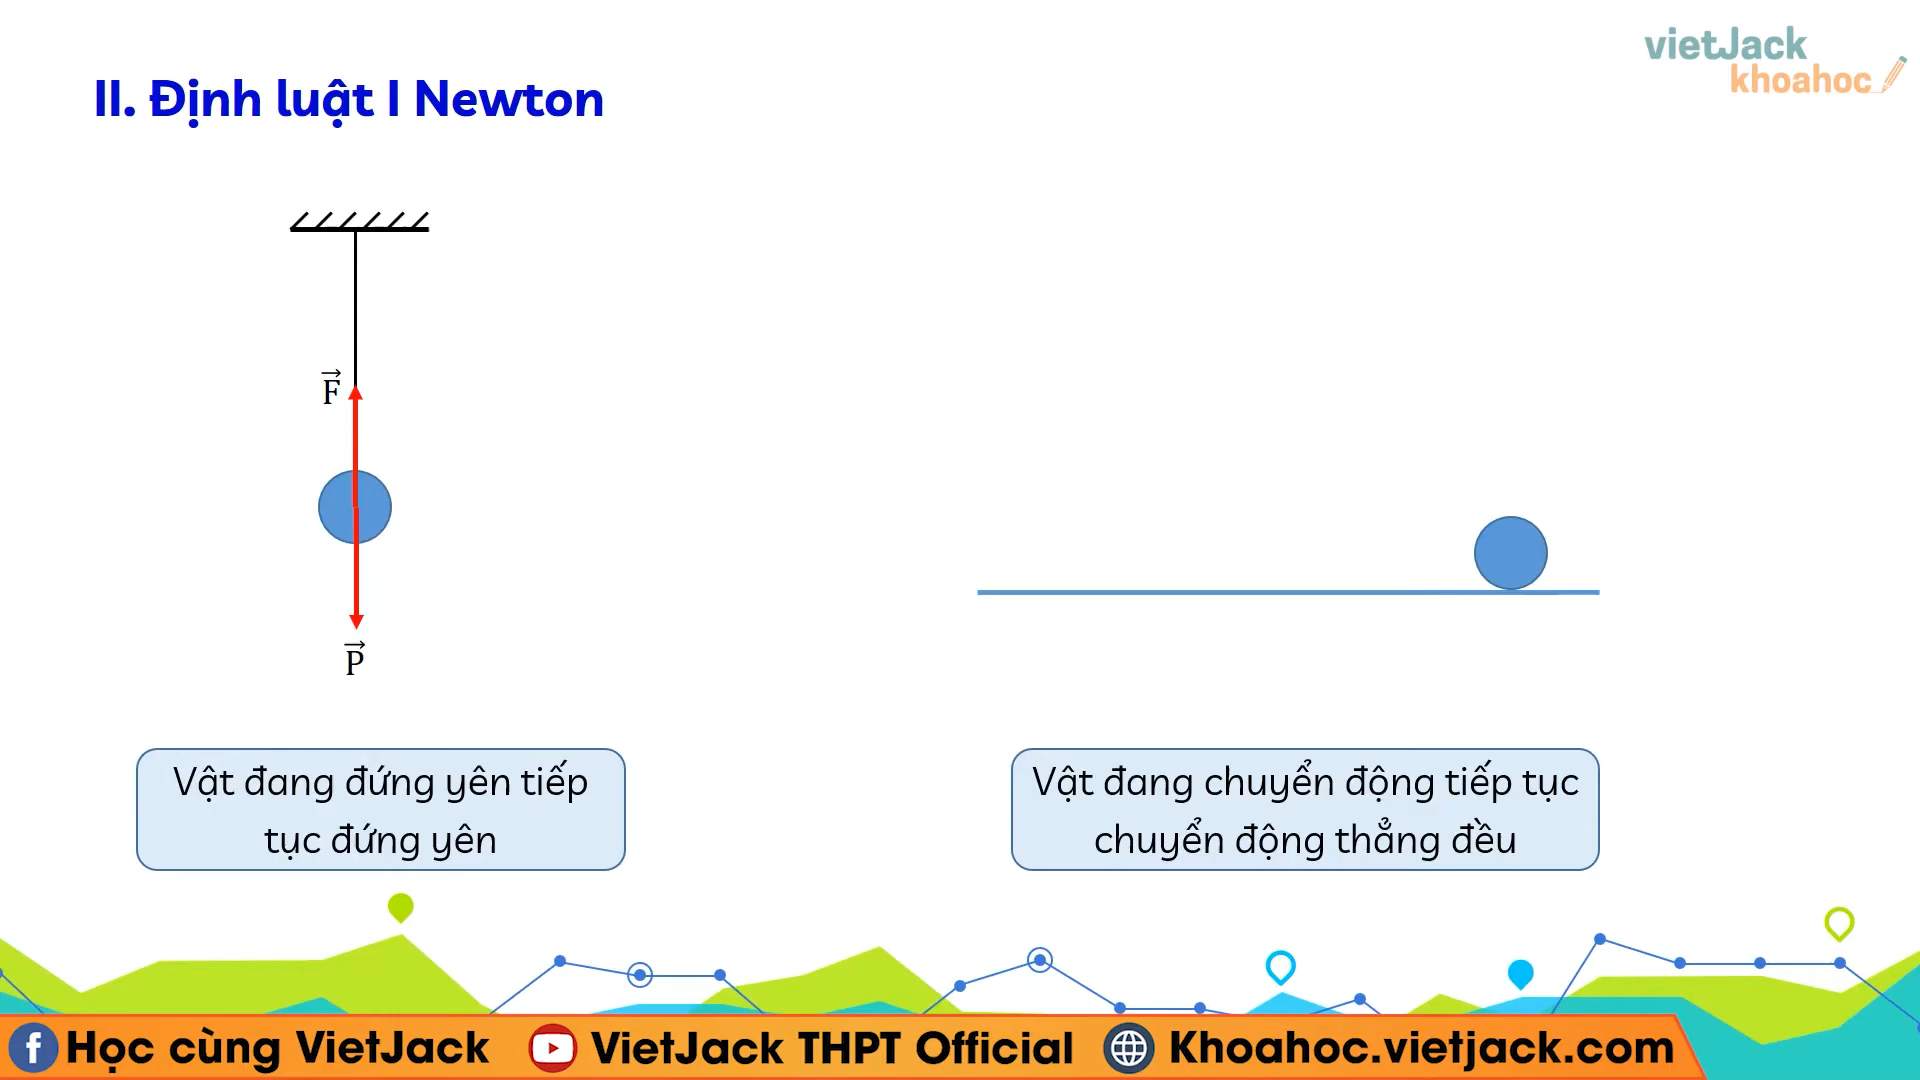 vietJack
khoahoc
II. Định luật I Newton
F
P
Vật đang đứng yên tiếp
tục đứng yên
Vật đang chuyển động tiếp tục
chuyển động thẳng đều
Học cùng VietJack
VietJack THPT Official
Khoahoc.vietjack.com